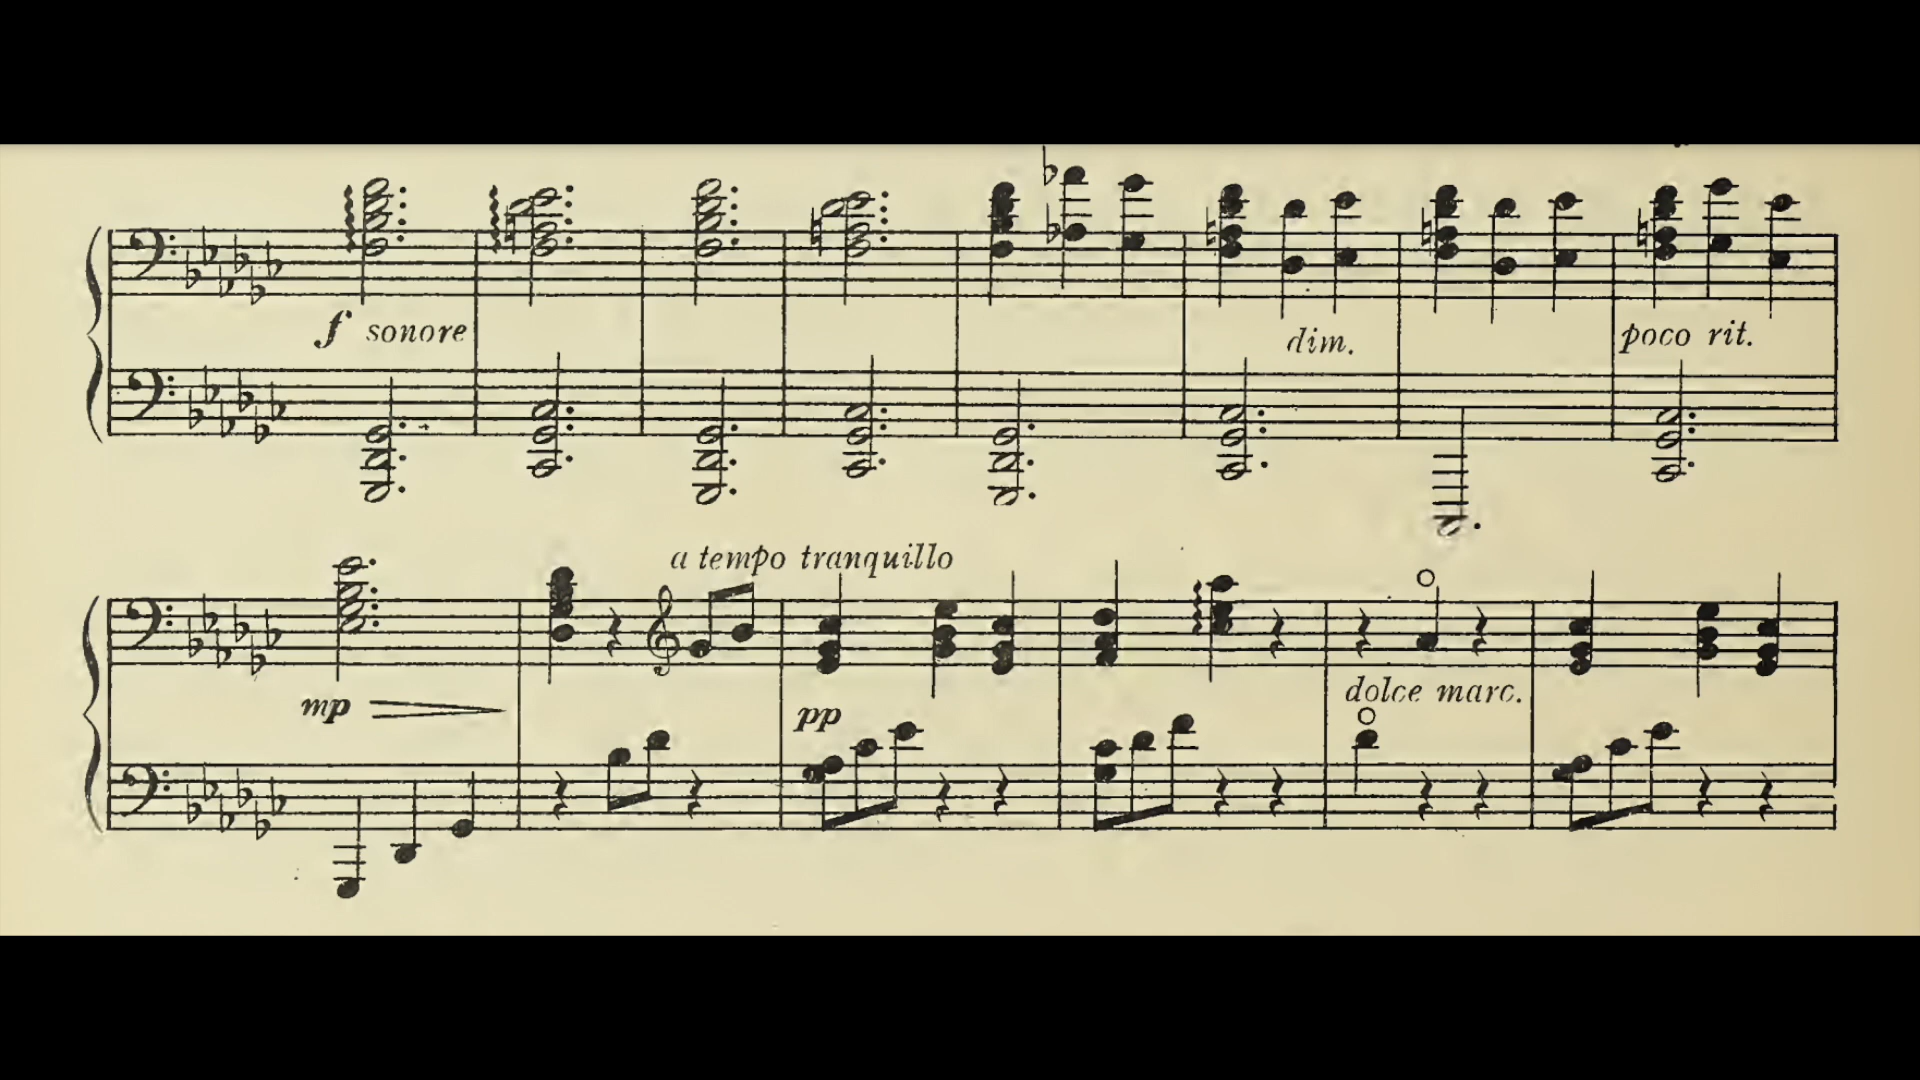 f sonore
dim.
poco rit.
a tempo tranquillo
mp
pp
dolce marc.